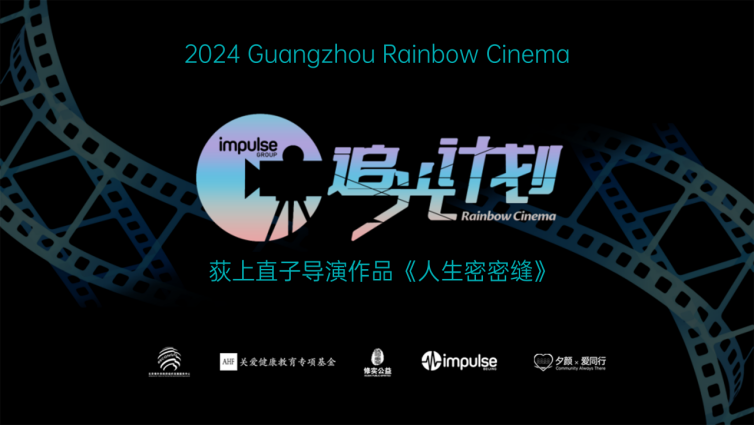 2024 Guangzhou Rainbow Cinema
impulse
GROUP
追光计划
Rainbow Cinema
荻上直子导演作品《人生密密缝》
AHF 关爱健康教育专项基金
修实公益
impulse
BEIJING
夕颜×爱同行
Community Always There